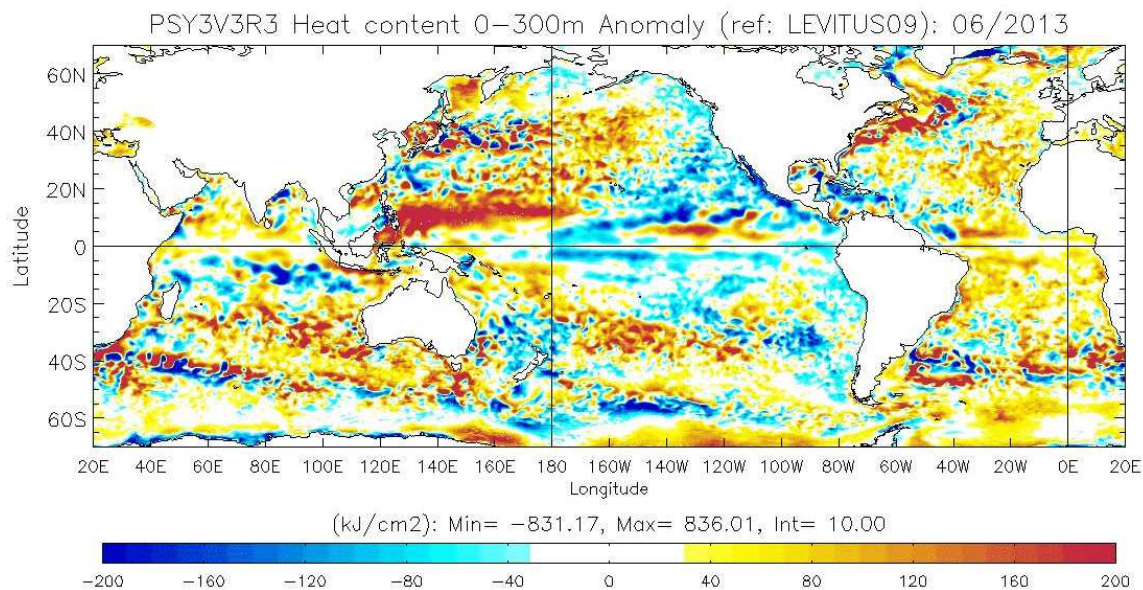 PSY3V3R3 Heat content 0-300m Anomaly (ref: LEVITUS09): 06/2013
60N
40N
20N
0
20S
40S
60S
Latitude
20E 40E 60E 80E 100E 120E 140E 160E 180 160W 140W 120W 100W 80W 60W 40W 20W 0E 20E
Longitude
(kJ/cm2): Min= -831.17, Max= 836.01, Int= 10.00
-200 -160 -120 -80 -40 0 40 80 120 160 200